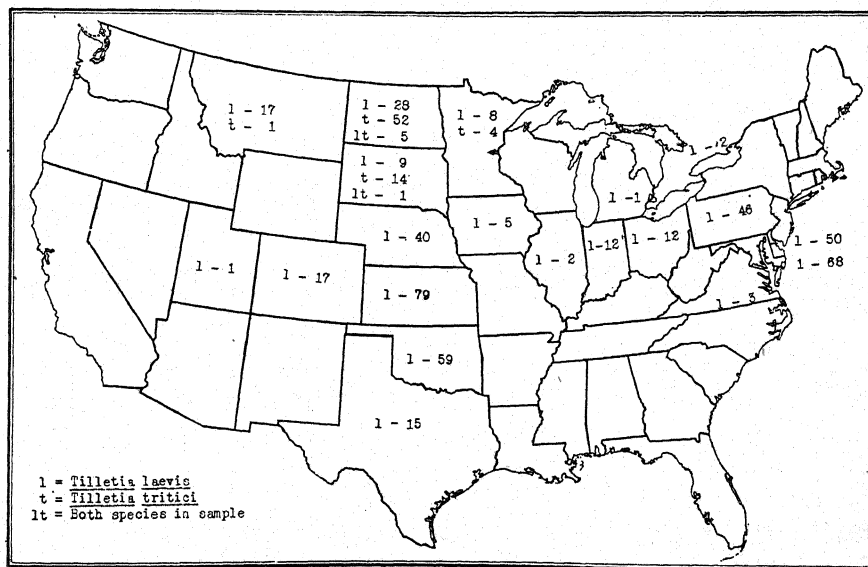 l - 17
t - 1
l - 28
t - 52
lt - 5
l - 8
t - 4
l - 9
t - 14
lt - 1
l - 2
l - 1
l - 5
l - 46
l - 40
l - 2
l-12
l - 12
l - 50
l - 68
l - 1
l - 17
l - 79
l - 3
l - 59
l - 15
l = Tilletia laevis
t = Tilletia tritici
lt = Both species in sample